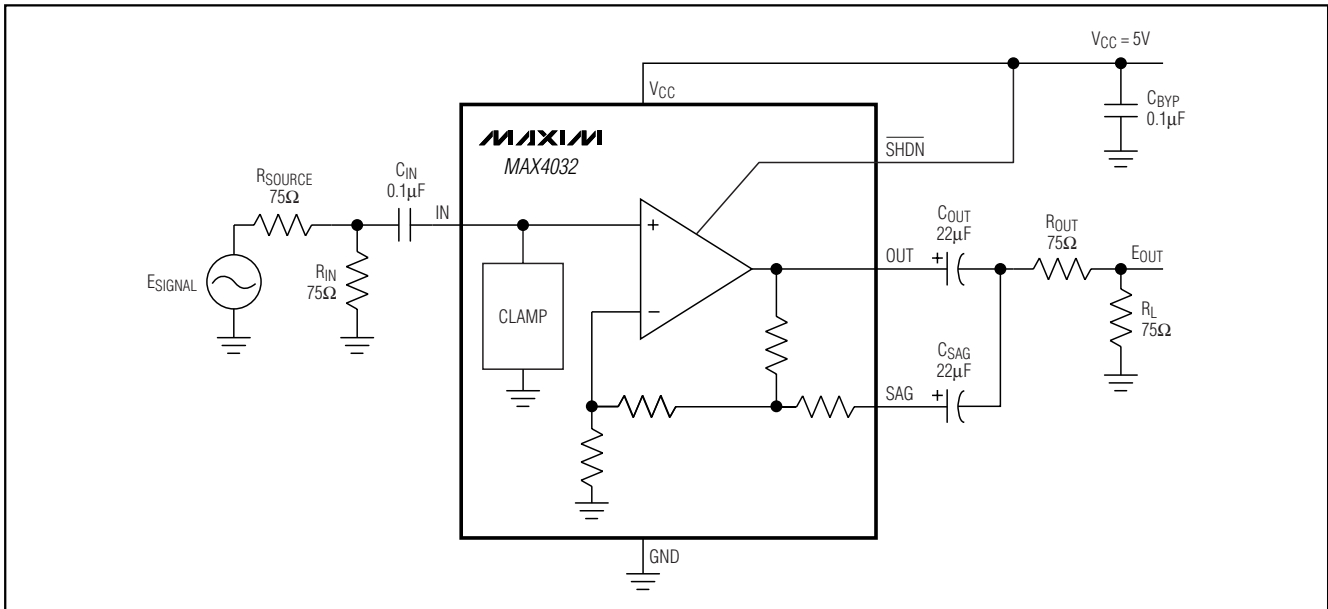 VCC = 5V
VCC
CBYP
0.1µF
MAXIM
MAX4032
SHDN
RSOURCE
75Ω
CIN
0.1µF
IN
+
COUT
22µF
ROUT
75Ω
OUT
+
EOUT
RIN
75Ω
ESIGNAL
CLAMP
−
RL
75Ω
CSAG
22µF
SAG
+
GND